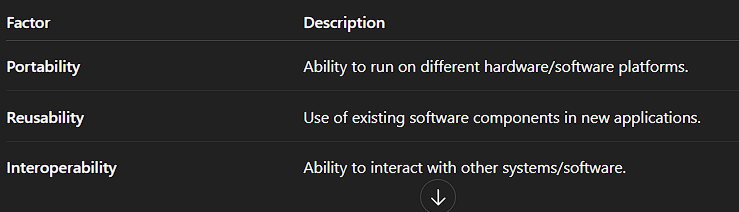 Factor Description
Portability Ability to run on different hardware/software platforms.
Reusability Use of existing software components in new applications.
Interoperability Ability to interact with other systems/software.